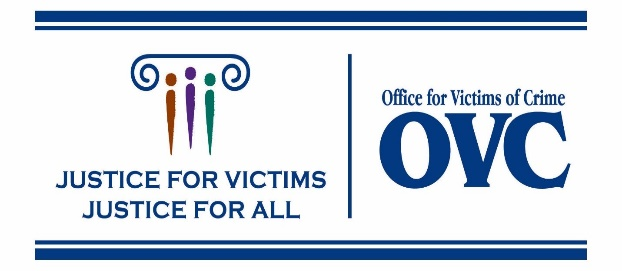 JUSTICE FOR VICTIMS
JUSTICE FOR ALL
Office for Victims of Crime
OVC